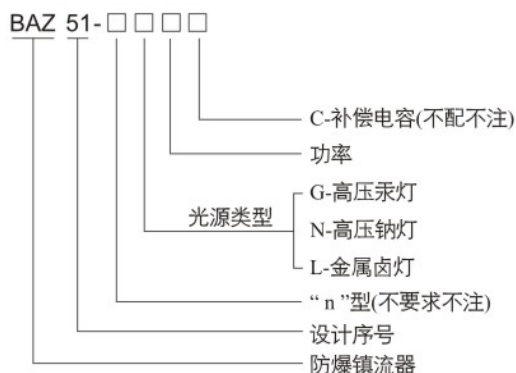 BAZ 51-□□□□
C-补偿电容(不配不注)
功率
G-高压汞灯
光源类型
N-高压钠灯
L-金属卤灯
“ n ”型(不要求不注)
设计序号
防爆镇流器